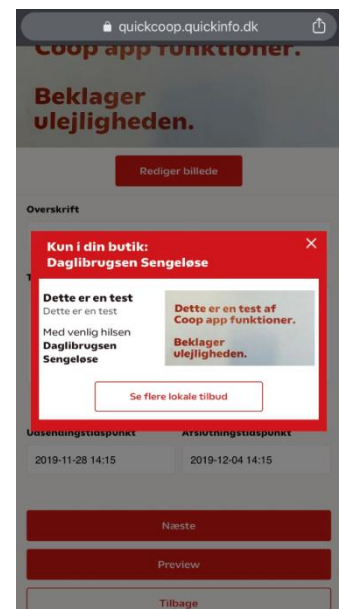 quickcoop.quickinfo.dk
Coop app funktioner.
Beklager
ulejligheden.
Rediger billede
Overskrift
Kun i din butik:
Daglibrugsen Sengeløse
Dette er en test
Dette er en test
Med venlig hilsen
Daglibrugsen
Sengeløse
Dette er en test af
Coop app funktioner.
Beklager
ulejligheden.
Se flere lokale tilbud
Udsendingstidspunkt
Afslutningstidspunkt
2019-11-28 14:15
2019-12-04 14:15
Næste
Preview
Tilbage